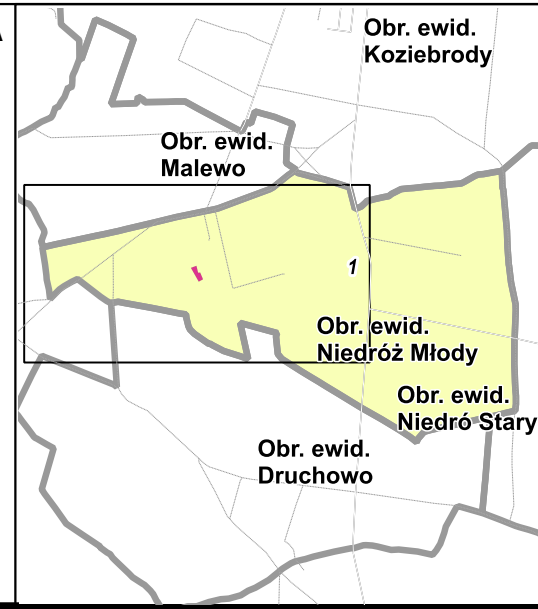 A
Obr. ewid.
Koziebrody
Obr. ewid.
Malewo
1
Obr. ewid.
Niedróż Młody
Obr. ewid.
Niedró Stary
Obr. ewid.
Druchowo